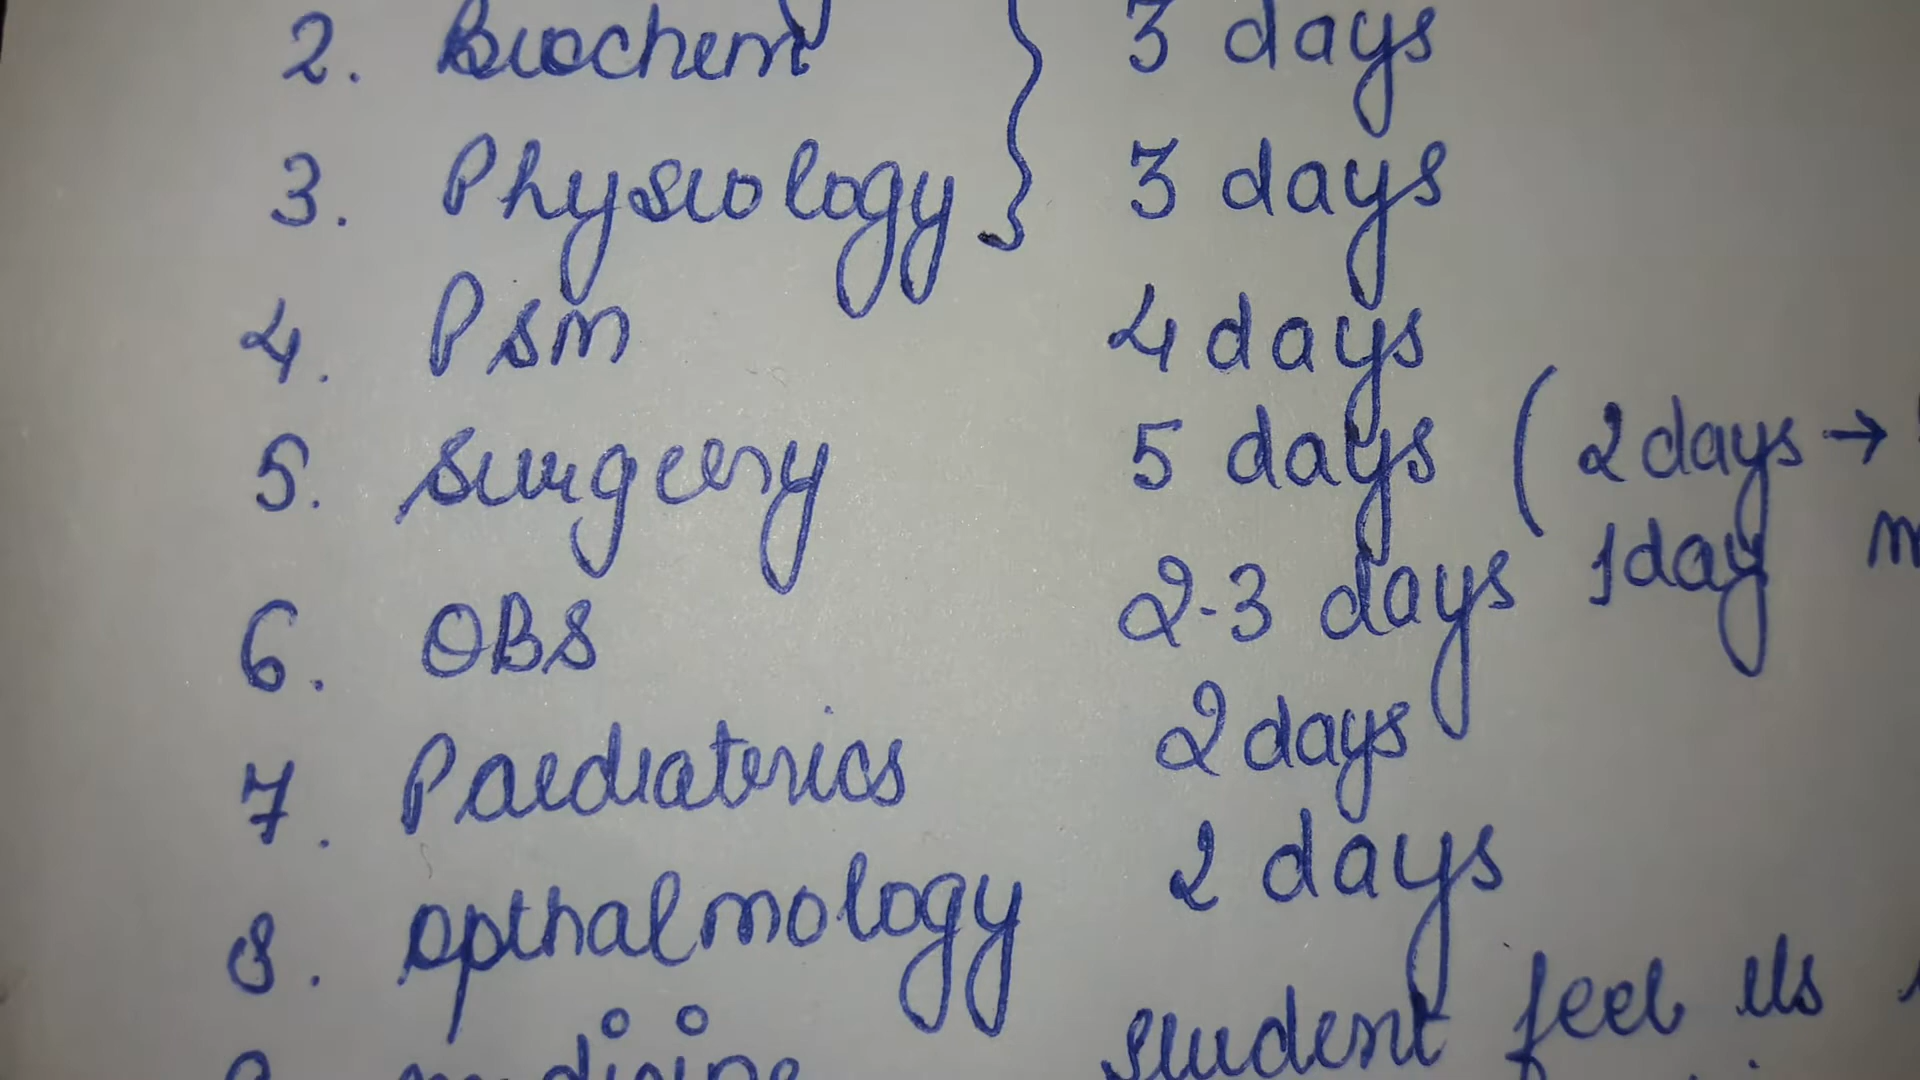 2. Biochem } 3 days
3. Physiology } 3 days
4. PSM 4 days
5. Surgery 5 days ( 2 days →
1 day
6. OBS 2-3 days
7. Paediatrics 2 days
8. opthalmology 2 days
student feel its